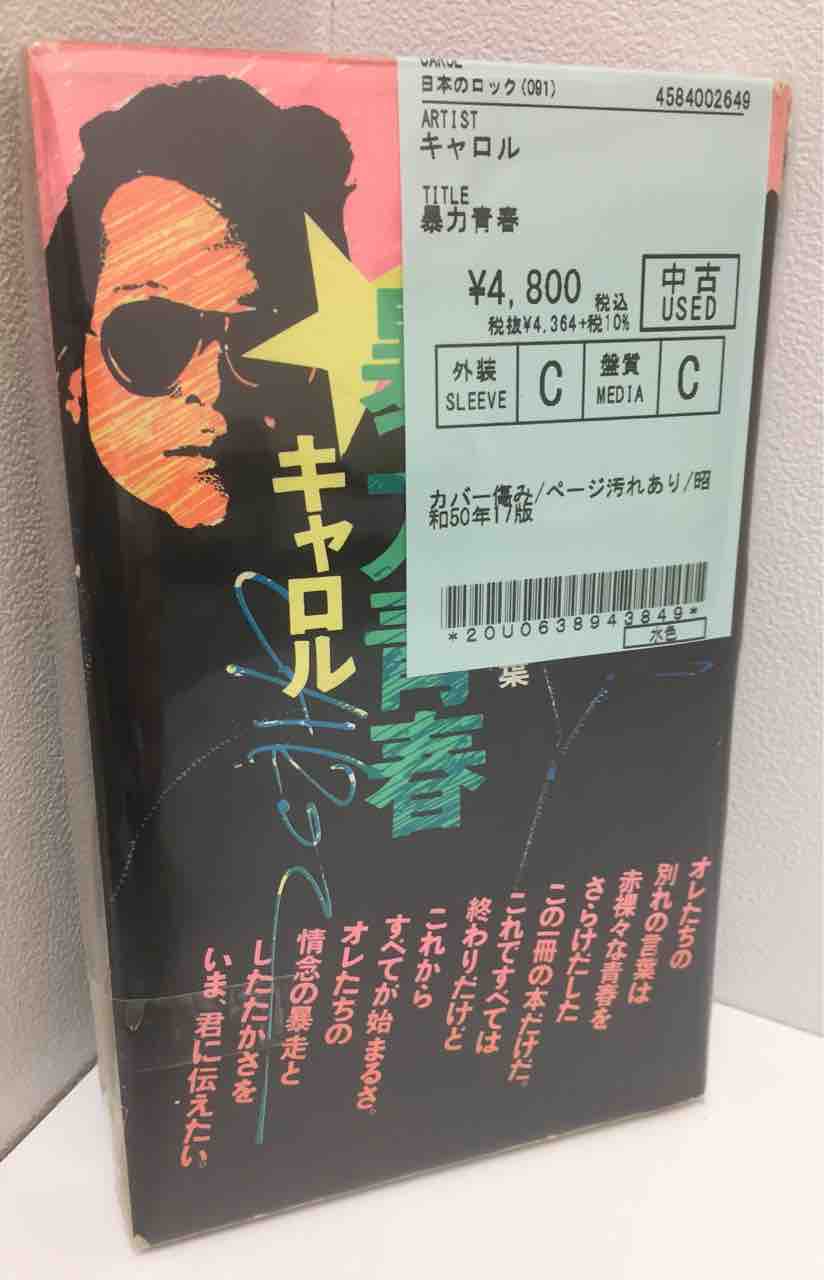 日本のロック(091)
4584002649
ARTIST
キャロル
TITLE
暴力青春
¥4,800 税込
税抜¥4,364+税10%
中古
USED
外装
SLEEVE
C
盤質
MEDIA
C
カバー傷み/ページ汚れあり/昭
和50年17版
*20U0638943849*
水色
暴力青春
キャロル
葉
オレたちの
別れの言葉は
赤裸々な青春を
さらけだした
この一冊の本だけだ。
これですべては
終わりだけど
これから
すべてが始まるさ。
オレたちの
情念の暴走と
したたかさを
いま、君に伝えたい。